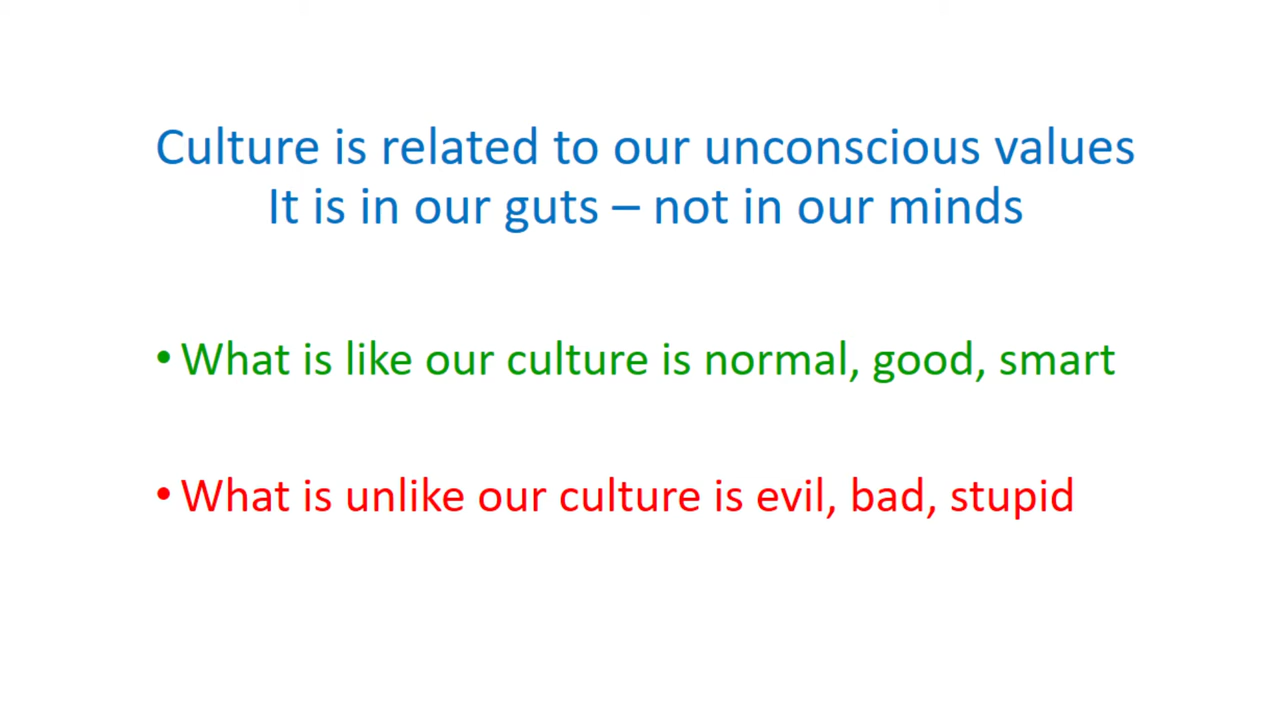 Culture is related to our unconscious values
It is in our guts – not in our minds
• What is like our culture is normal, good, smart
• What is unlike our culture is evil, bad, stupid